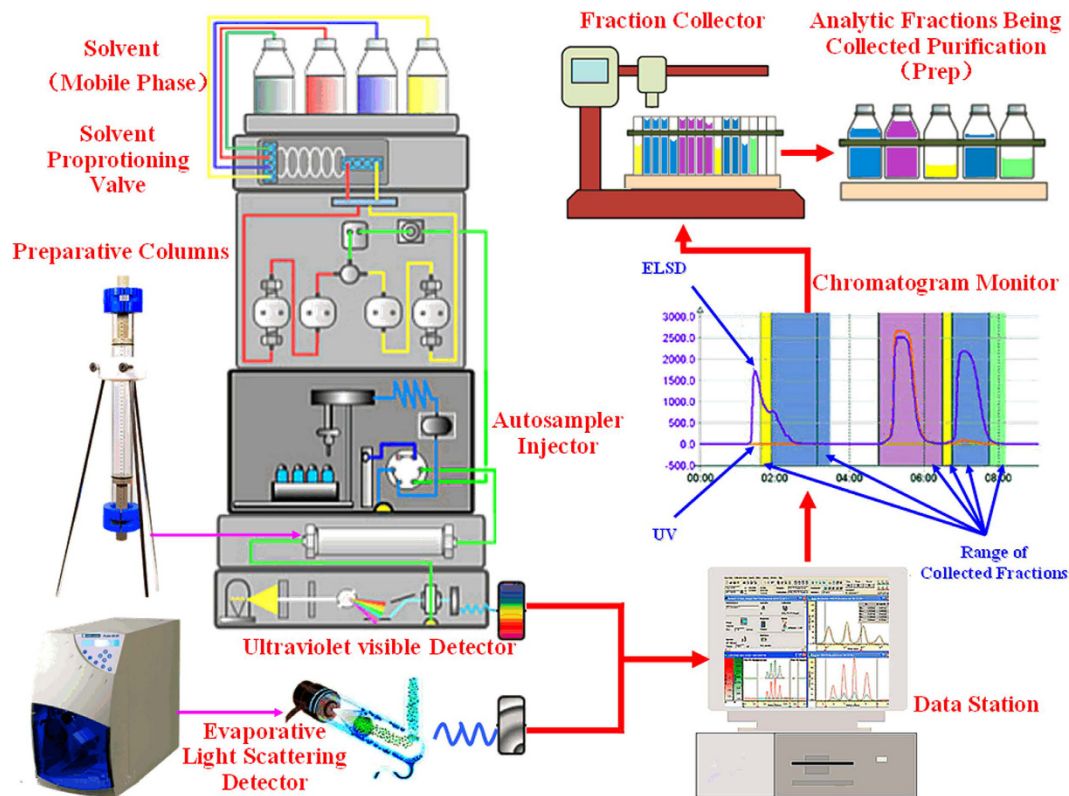 Solvent
（Mobile Phase）
Solvent
Proprotioning
Valve
Preparative Columns
Autosampler
Injector
Ultraviolet visible Detector
Evaporative
Light Scattering
Detector
Fraction Collector
Analytic Fractions Being
Collected Purification
（Prep）
ELSD
Chromatogram Monitor
3000.0
2500.0
2000.0
1500.0
1000.0
500.0
0.0
-500.0
00:00
02:00
04:00
06:00
08:00
UV
Range of
Collected Fractions
Data Station